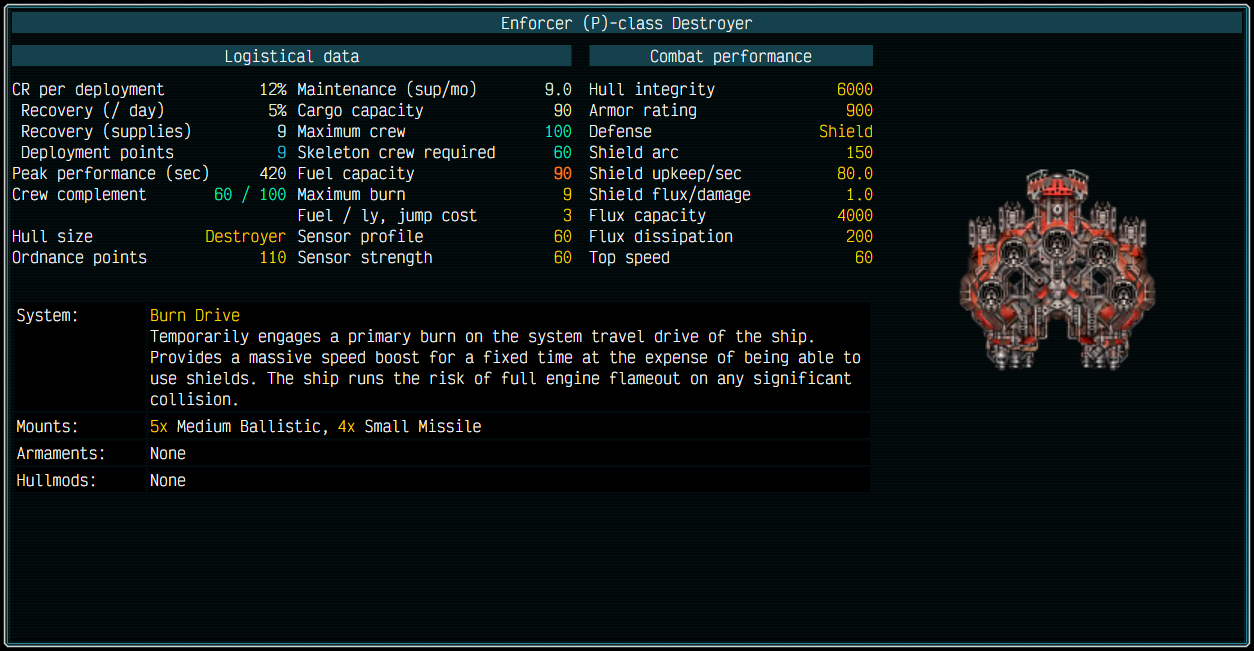 Enforcer (P)-class Destroyer
Logistical data
CR per deployment 12% Maintenance (sup/mo) 9.0
Recovery (/ day) 5% Cargo capacity 90
Recovery (supplies) 9 Maximum crew 100
Deployment points 9 Skeleton crew required 60
Peak performance (sec) 420 Fuel capacity 90
Crew complement 60 / 100 Maximum burn 9
Fuel / ly, jump cost 3
Hull size Destroyer Sensor profile 60
Ordnance points 110 Sensor strength 60
Combat performance
Hull integrity 6000
Armor rating 900
Defense Shield
Shield arc 150
Shield upkeep/sec 80.0
Shield flux/damage 1.0
Flux capacity 4000
Flux dissipation 200
Top speed 60
System: Burn Drive
Temporarily engages a primary burn on the system travel drive of the ship.
Provides a massive speed boost for a fixed time at the expense of being able to
use shields. The ship runs the risk of full engine flameout on any significant
collision.
Mounts: 5x Medium Ballistic, 4x Small Missile
Armaments: None
Hullmods: None